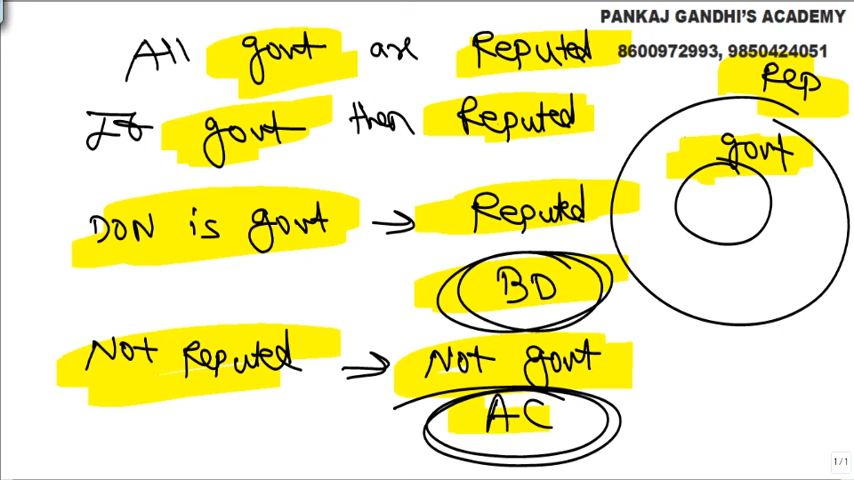 PANKAJ GANDHI'S ACADEMY
8600972993, 9850424051
All govt are Reputed
If govt then Reputed
Rep
govt
DON is govt → Reputed
BD
Not Reputed → Not govt
AC
1/1